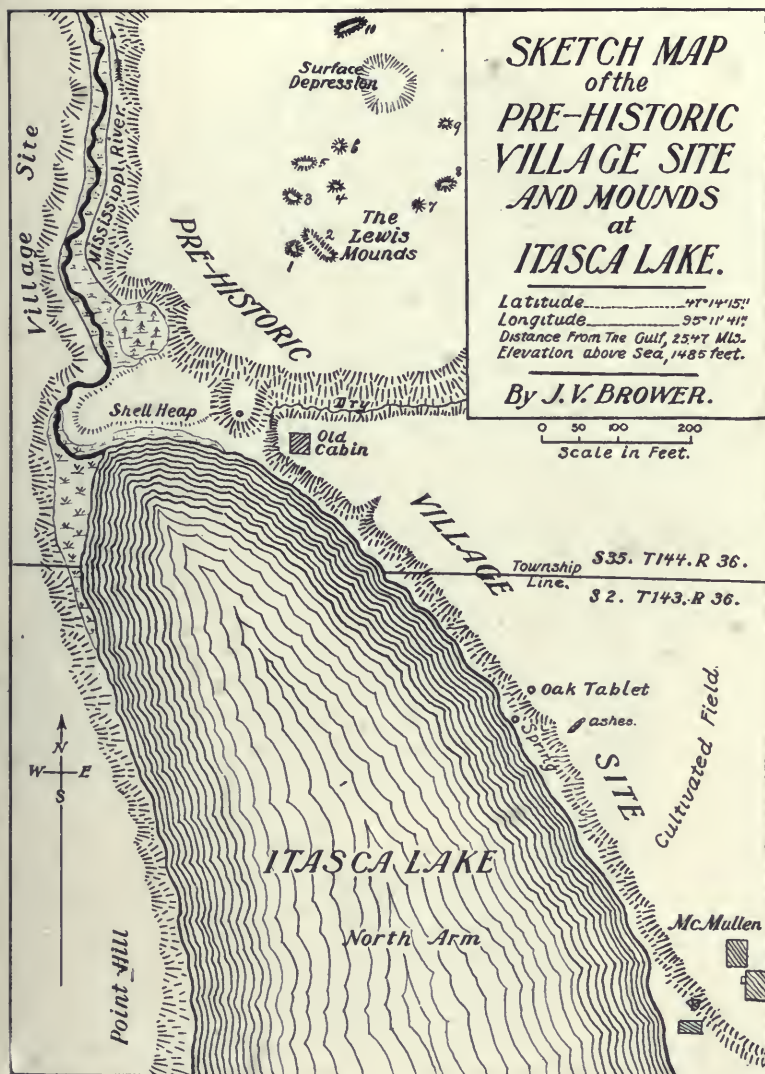 SKETCH MAP
of the
PRE-HISTORIC
VILLAGE SITE
AND MOUNDS
at
ITASCA LAKE.
Latitude 47°14'15"
Longitude 95°11'41"
Distance From The Gulf, 2547 Mls.
Elevation above Sea, 1485 feet.
By J.V. BROWER.
0 50 100 200
Scale in Feet.
11
Surface
Depression
9
6
5
8
3
4
7
The
Lewis
Mounds
2
1
Village Site
Mississippi River.
PRE-HISTORIC
Shell Heap
Dry
Old
Cabin
VILLAGE
Township
Line.
S35. T144. R 36.
S2. T143. R 36.
Oak Tablet
Spring
ashes.
SITE
Cultivated Field.
N
W E
S
ITASCA LAKE
North Arm
Point Hill
McMullen